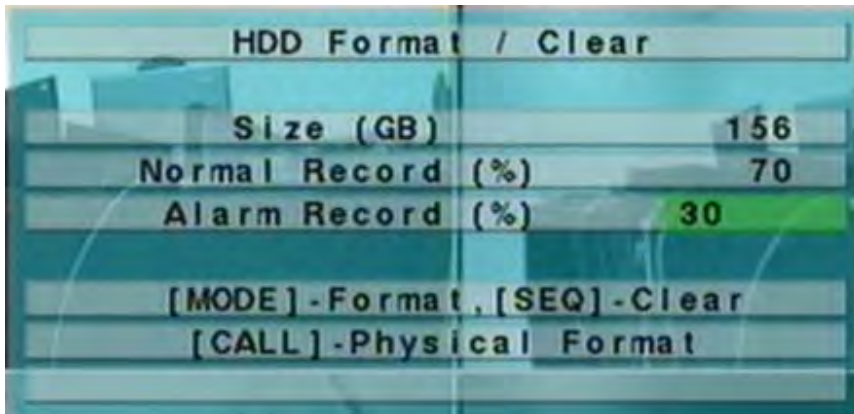 HDD Format / Clear
Size (GB) 156
Normal Record (%) 70
Alarm Record (%) 30
[MODE]-Format,[SEQ]-Clear
[CALL]-Physical Format